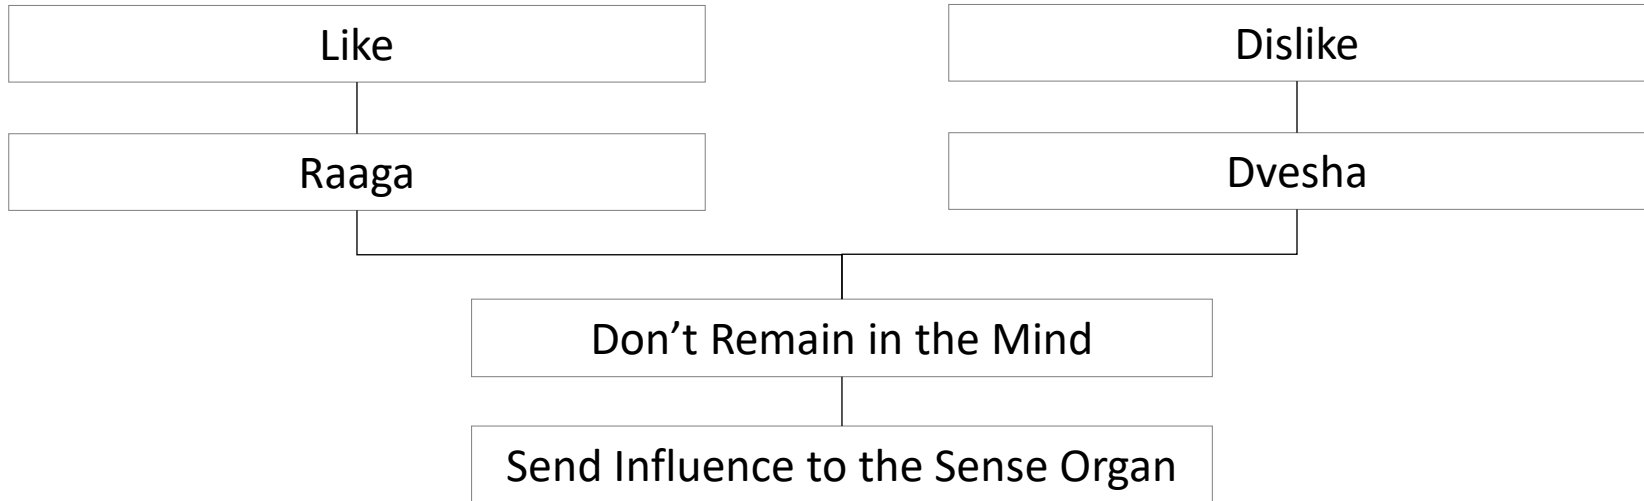 Like
Dislike
Raaga
Dvesha
Don’t Remain in the Mind
Send Influence to the Sense Organ